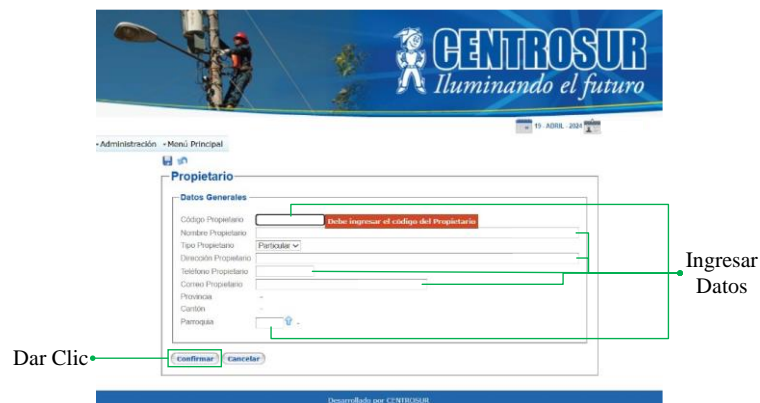 CENTROSUR
Iluminando el futuro
19 - ABRIL - 2024
Administración Menú Principal
Propietario
Datos Generales
Código Propietario Debe ingresar el código del Propietario
Nombre Propietario
Tipo Propietario Particular
Dirección Propietario
Teléfono Propietario
Correo Propietario
Provincia -
Cantón -
Parroquia -
Ingresar
Datos
Dar Clic
Confirmar Cancelar
Desarrollado por CENTROSUR